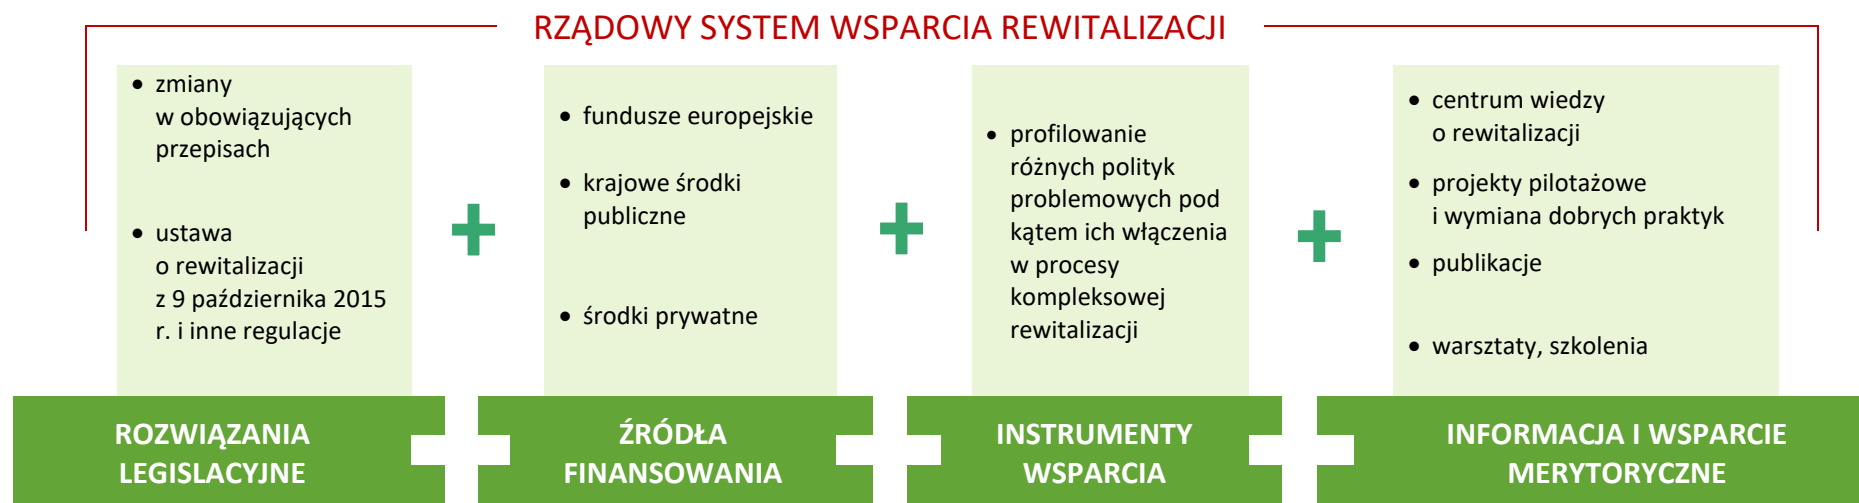 RZĄDOWY SYSTEM WSPARCIA REWITALIZACJI
• zmiany
w obowiązujących
przepisach
• ustawa
o rewitalizacji
z 9 października 2015
r. i inne regulacje
ROZWIĄZANIA
LEGISLACYJNE
• fundusze europejskie
• krajowe środki
publiczne
• środki prywatne
ŹRÓDŁA
FINANSOWANIA
• profilowanie
różnych polityk
problemowych pod
kątem ich włączenia
w procesy
kompleksowej
rewitalizacji
INSTRUMENTY
WSPARCIA
• centrum wiedzy
o rewitalizacji
• projekty pilotażowe
i wymiana dobrych praktyk
• publikacje
• warsztaty, szkolenia
INFORMACJA I WSPARCIE
MERYTORYCZNE